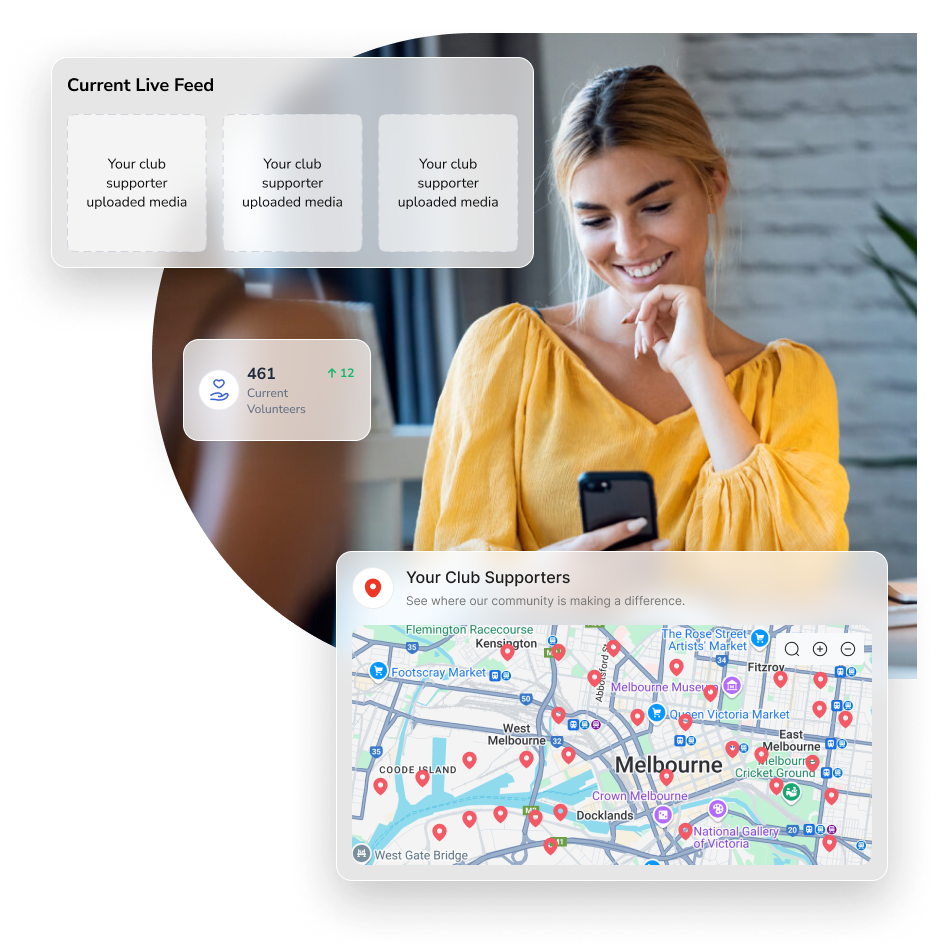 Current Live Feed
Your club
supporter
uploaded media
Your club
supporter
uploaded media
Your club
supporter
uploaded media
461
↑ 12
Current
Volunteers
Your Club Supporters
See where our community is making a difference.
Flemington Racecourse
Kensington
The Rose Street
Artists' Market
35
34
Fitzroy
Abbotsford St
Footscray Market
Melbourne Museum
50
Queen Victoria Market
West
Melbourne
32
East
Melbourne
35
COODE ISLAND
Melbourne
Melbourne
Cricket Ground
Crown Melbourne
Docklands
National Gallery
of Victoria
20
West Gate Bridge